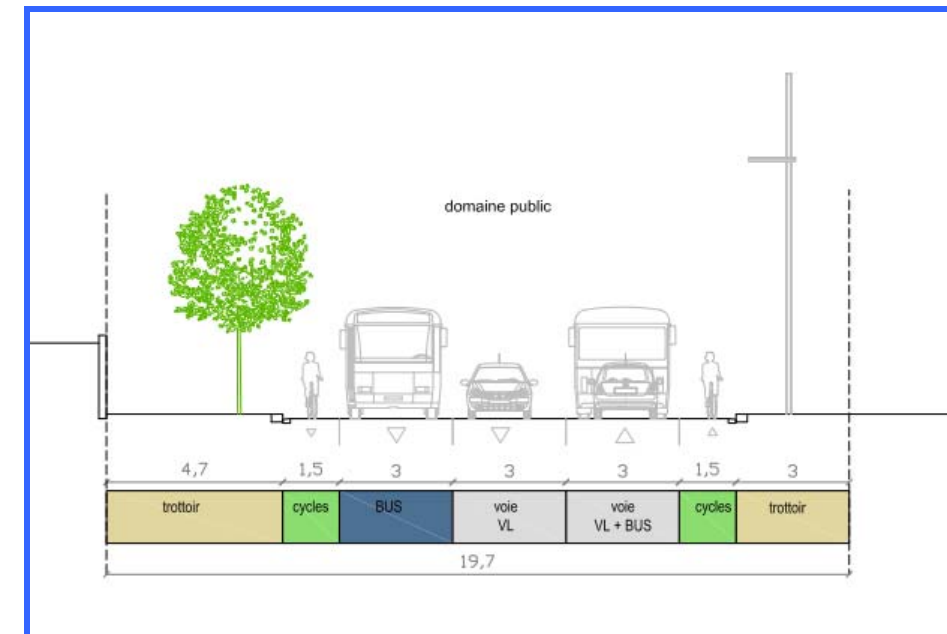 domaine public
4,7 1,5 3 3 3 1,5 3
trottoir cycles BUS voie VL voie VL + BUS cycles trottoir
19,7